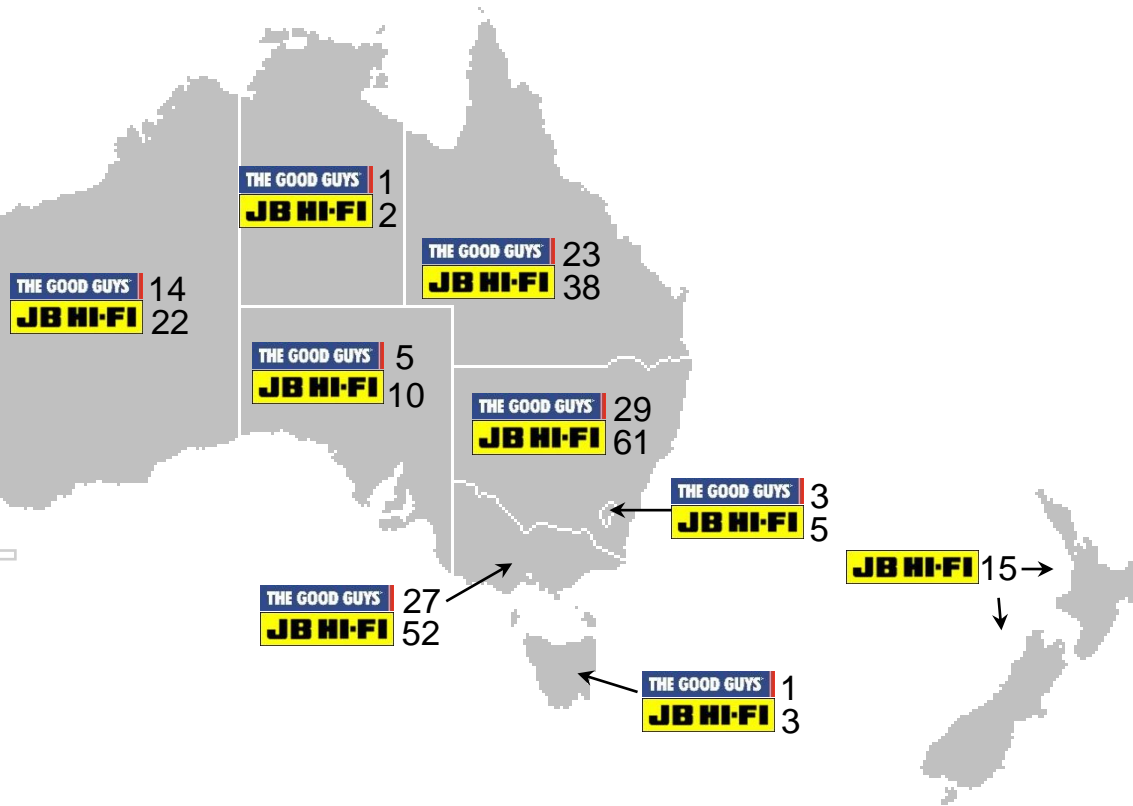 THE GOOD GUYS 1
JB HI-FI 2
THE GOOD GUYS 23
JB HI-FI 38
THE GOOD GUYS 14
JB HI-FI 22
THE GOOD GUYS 5
JB HI-FI 10
THE GOOD GUYS 29
JB HI-FI 61
THE GOOD GUYS 3
JB HI-FI 5
JB HI-FI 15
THE GOOD GUYS 27
JB HI-FI 52
THE GOOD GUYS 1
JB HI-FI 3